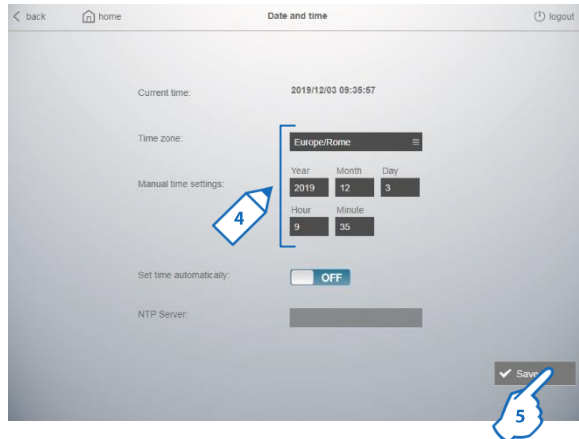 back home Date and time logout
Current time: 2019/12/03 09:35:57
Time zone: Europe/Rome
Year Month Day
Manual time settings: 2019 12 3
4
Hour Minute
9 35
Set time automatically: OFF
NTP Server:
Save
5